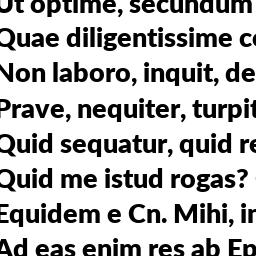 Ut optime, secundum
Quae diligentissime c
Non laboro, inquit, de
Prave, nequiter, turpit
Quid sequatur, quid re
Quid me istud rogas?
Equidem e Cn. Mihi, in
Ad eas enim res ab Ep